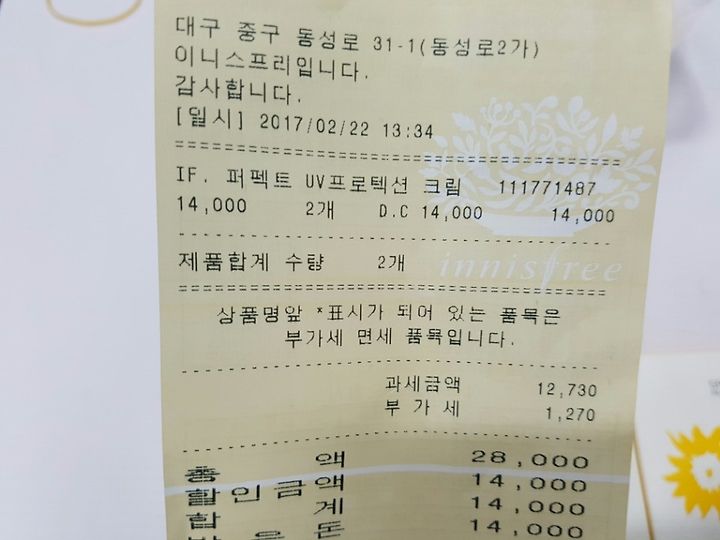 대구 중구 동성로 31-1(동성로2가)
이니스프리입니다.
감사합니다.
[일시] 2017/02/22 13:34
IF. 퍼펙트 UV프로텍션 크림 111771487
14,000 2개 D.C 14,000 14,000
제품합계 수량 2개
innisfree
상품명앞 *표시가 되어 있는 품목은
부가세 면세 품목입니다.
과세금액 12,730
부 가 세 1,270
총 액 28,000
할인금액 14,000
합 계 14,000
받은돈 14,000